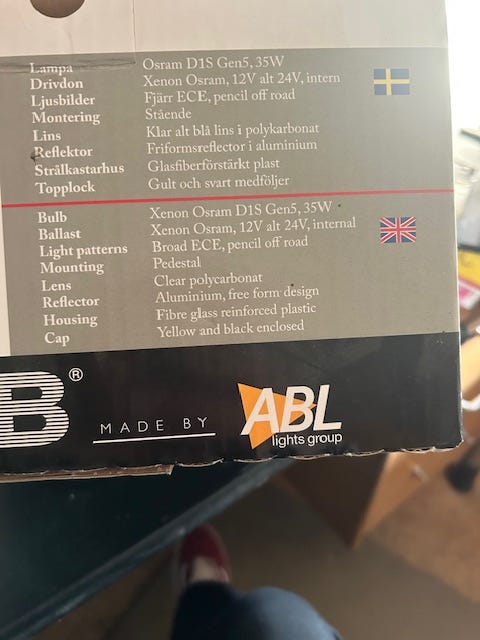 Lampa Osram D1S Gen5, 35W
Drivdon Xenon Osram, 12V alt 24V, intern
Ljusbilder Fjärr ECE, pencil off road
Montering Stående
Lins Klar alt blå lins i polykarbonat
Reflektor Friformsreflector i aluminium
Strålkastarhus Glasfiberförstärkt plast
Topplock Gult och svart medföljer
Bulb Xenon Osram D1S Gen5, 35W
Ballast Xenon Osram, 12V alt 24V, internal
Light patterns Broad ECE, pencil off road
Mounting Pedestal
Lens Clear polycarbonat
Reflector Aluminium, free form design
Housing Fibre glass reinforced plastic
Cap Yellow and black enclosed
B® MADE BY ABL
lights group